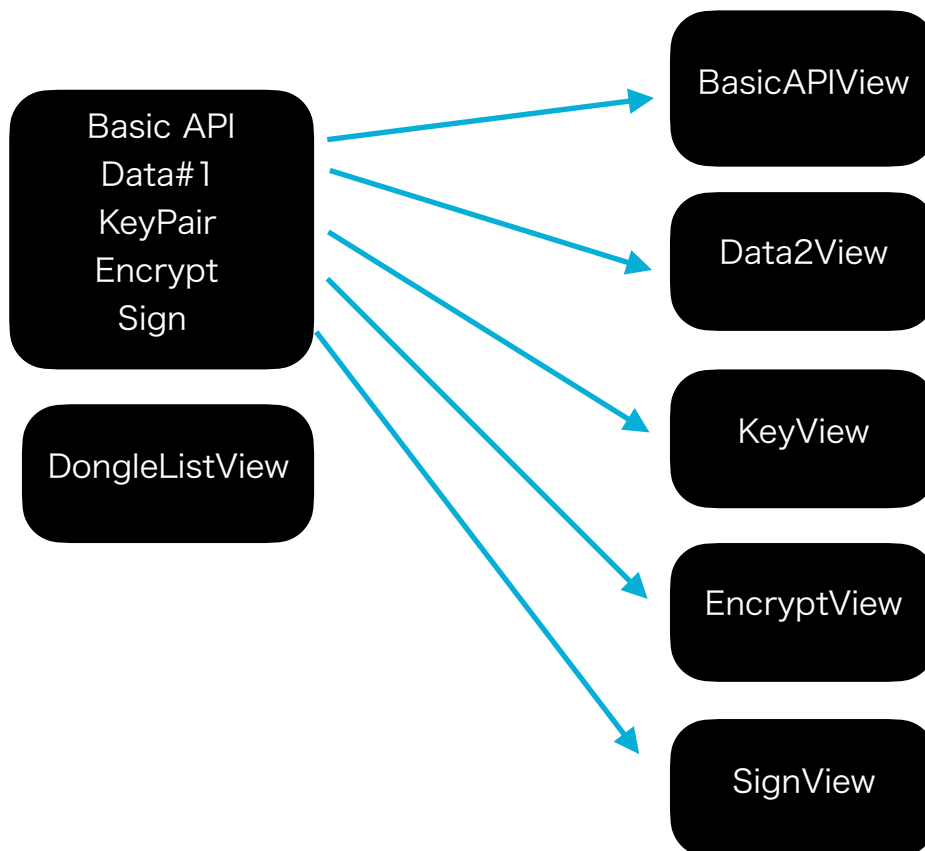 Basic API
Data#1
KeyPair
Encrypt
Sign
DongleListView
BasicAPIView
Data2View
KeyView
EncryptView
SignView